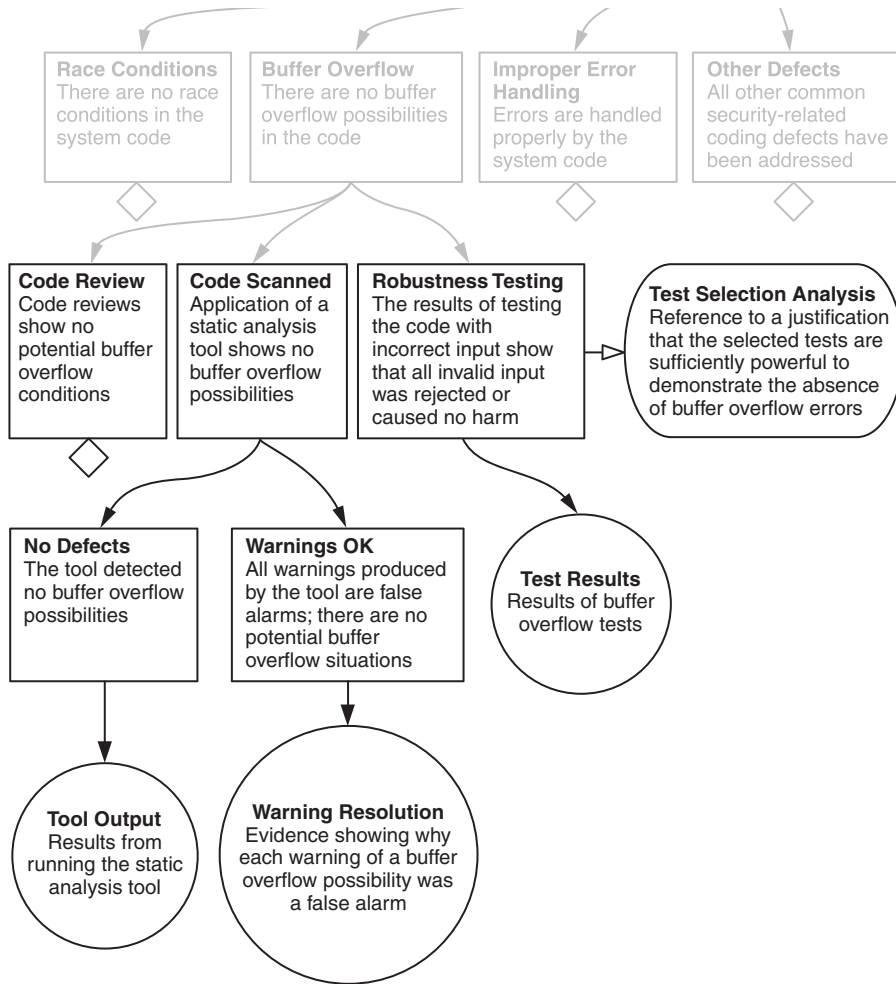 Race Conditions
There are no race
conditions in the
system code
Buffer Overflow
There are no buffer
overflow possibilities
in the code
Improper Error
Handling
Errors are handled
properly by the
system code
Other Defects
All other common
security-related
coding defects have
been addressed
Code Review
Code reviews
show no
potential buffer
overflow
conditions
Code Scanned
Application of a
static analysis
tool shows no
buffer overflow
possibilities
Robustness Testing
The results of testing
the code with
incorrect input show
that all invalid input
was rejected or
caused no harm
Test Selection Analysis
Reference to a justification
that the selected tests are
sufficiently powerful to
demonstrate the absence
of buffer overflow errors
No Defects
The tool detected
no buffer overflow
possibilities
Warnings OK
All warnings produced
by the tool are false
alarms; there are no
potential buffer
overflow situations
Test Results
Results of buffer
overflow tests
Tool Output
Results from
running the static
analysis tool
Warning Resolution
Evidence showing why
each warning of a buffer
overflow possibility was
a false alarm